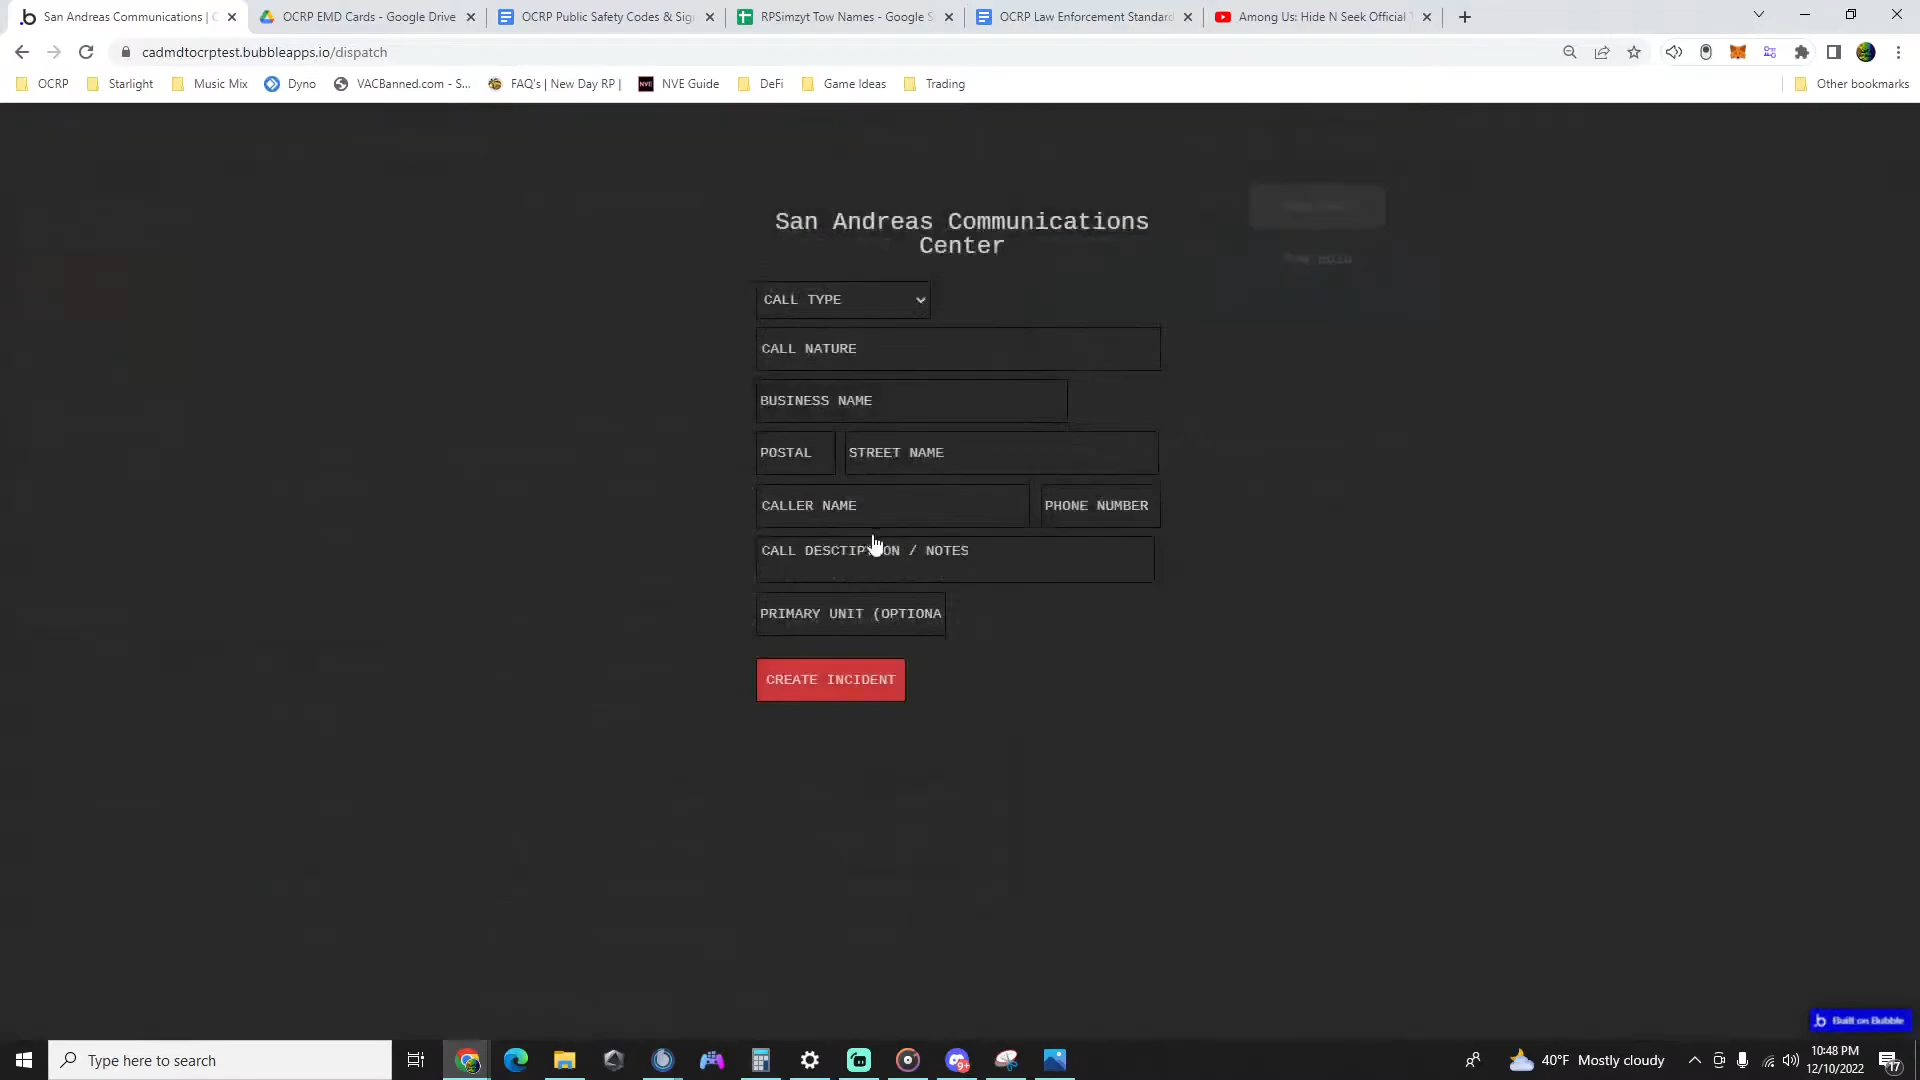 San Andreas Communications | C
OCRP EMD Cards - Google Drive
OCRP Public Safety Codes & Sig
RPSimzyt Tow Names - Google S
OCRP Law Enforcement Standard
Among Us: Hide N Seek Official T
cadmdtocrptest.bubbleapps.io/dispatch
OCRP
Starlight
Music Mix
Dyno
VACBanned.com - S...
FAQ's | New Day RP |
NVE Guide
DeFi
Game Ideas
Trading
Other bookmarks
San Andreas Communications
Center
CALL TYPE
CALL NATURE
BUSINESS NAME
POSTAL
STREET NAME
CALLER NAME
PHONE NUMBER
CALL DESCTIPTION / NOTES
PRIMARY UNIT (OPTIONA
CREATE INCIDENT
Built on Bubble
Type here to search
9+
40°F Mostly cloudy
10:48 PM
12/10/2022
17